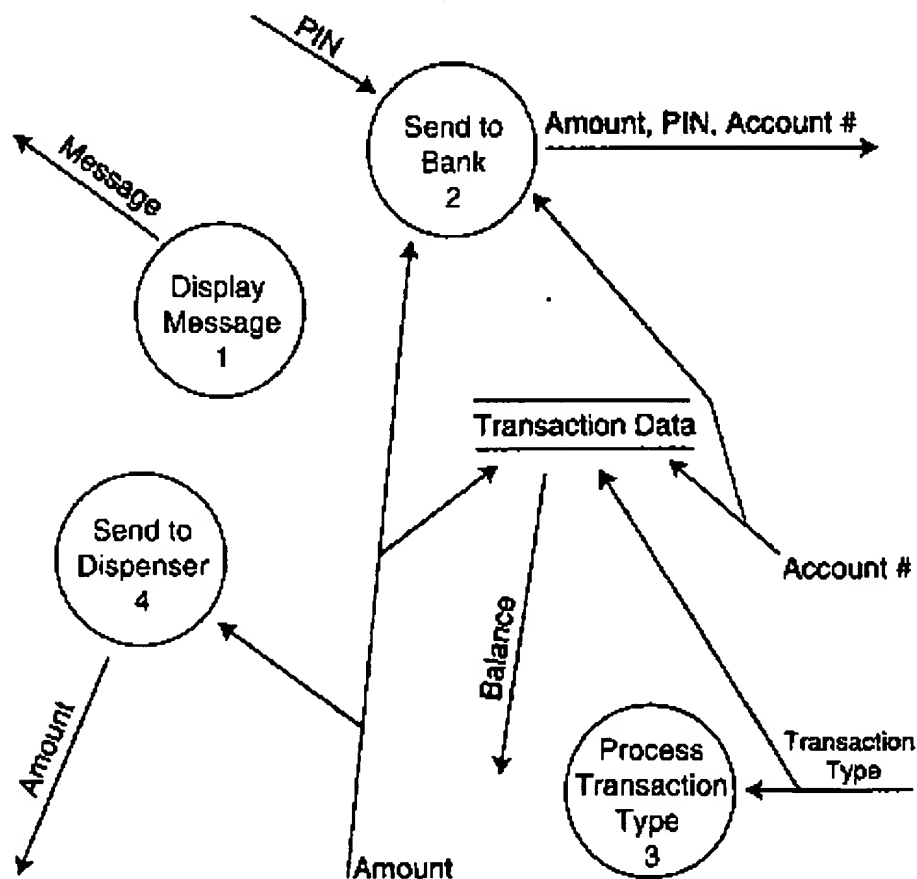 PIN
Send to
Bank
2
Amount, PIN, Account #
Message
Display
Message
1
Transaction Data
Send to
Dispenser
4
Account #
Balance
Amount
Process
Transaction
Type
3
Transaction
Type
Amount